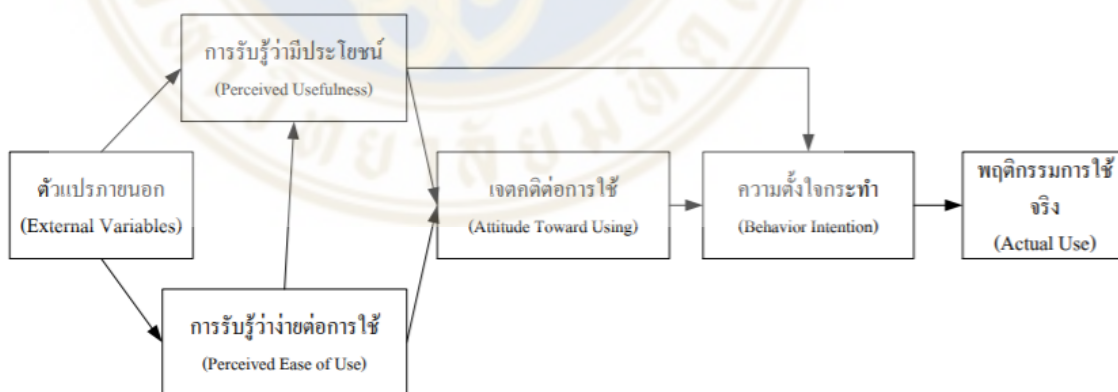 การรับรู้ว่ามีประโยชน์
(Perceived Usefulness)
ตัวแปรภายนอก
(External Variables)
เจตคติต่อการใช้
(Attitude Toward Using)
ความตั้งใจกระทำ
(Behavior Intention)
พฤติกรรมการใช้
จริง
(Actual Use)
การรับรู้ว่าง่ายต่อการใช้
(Perceived Ease of Use)